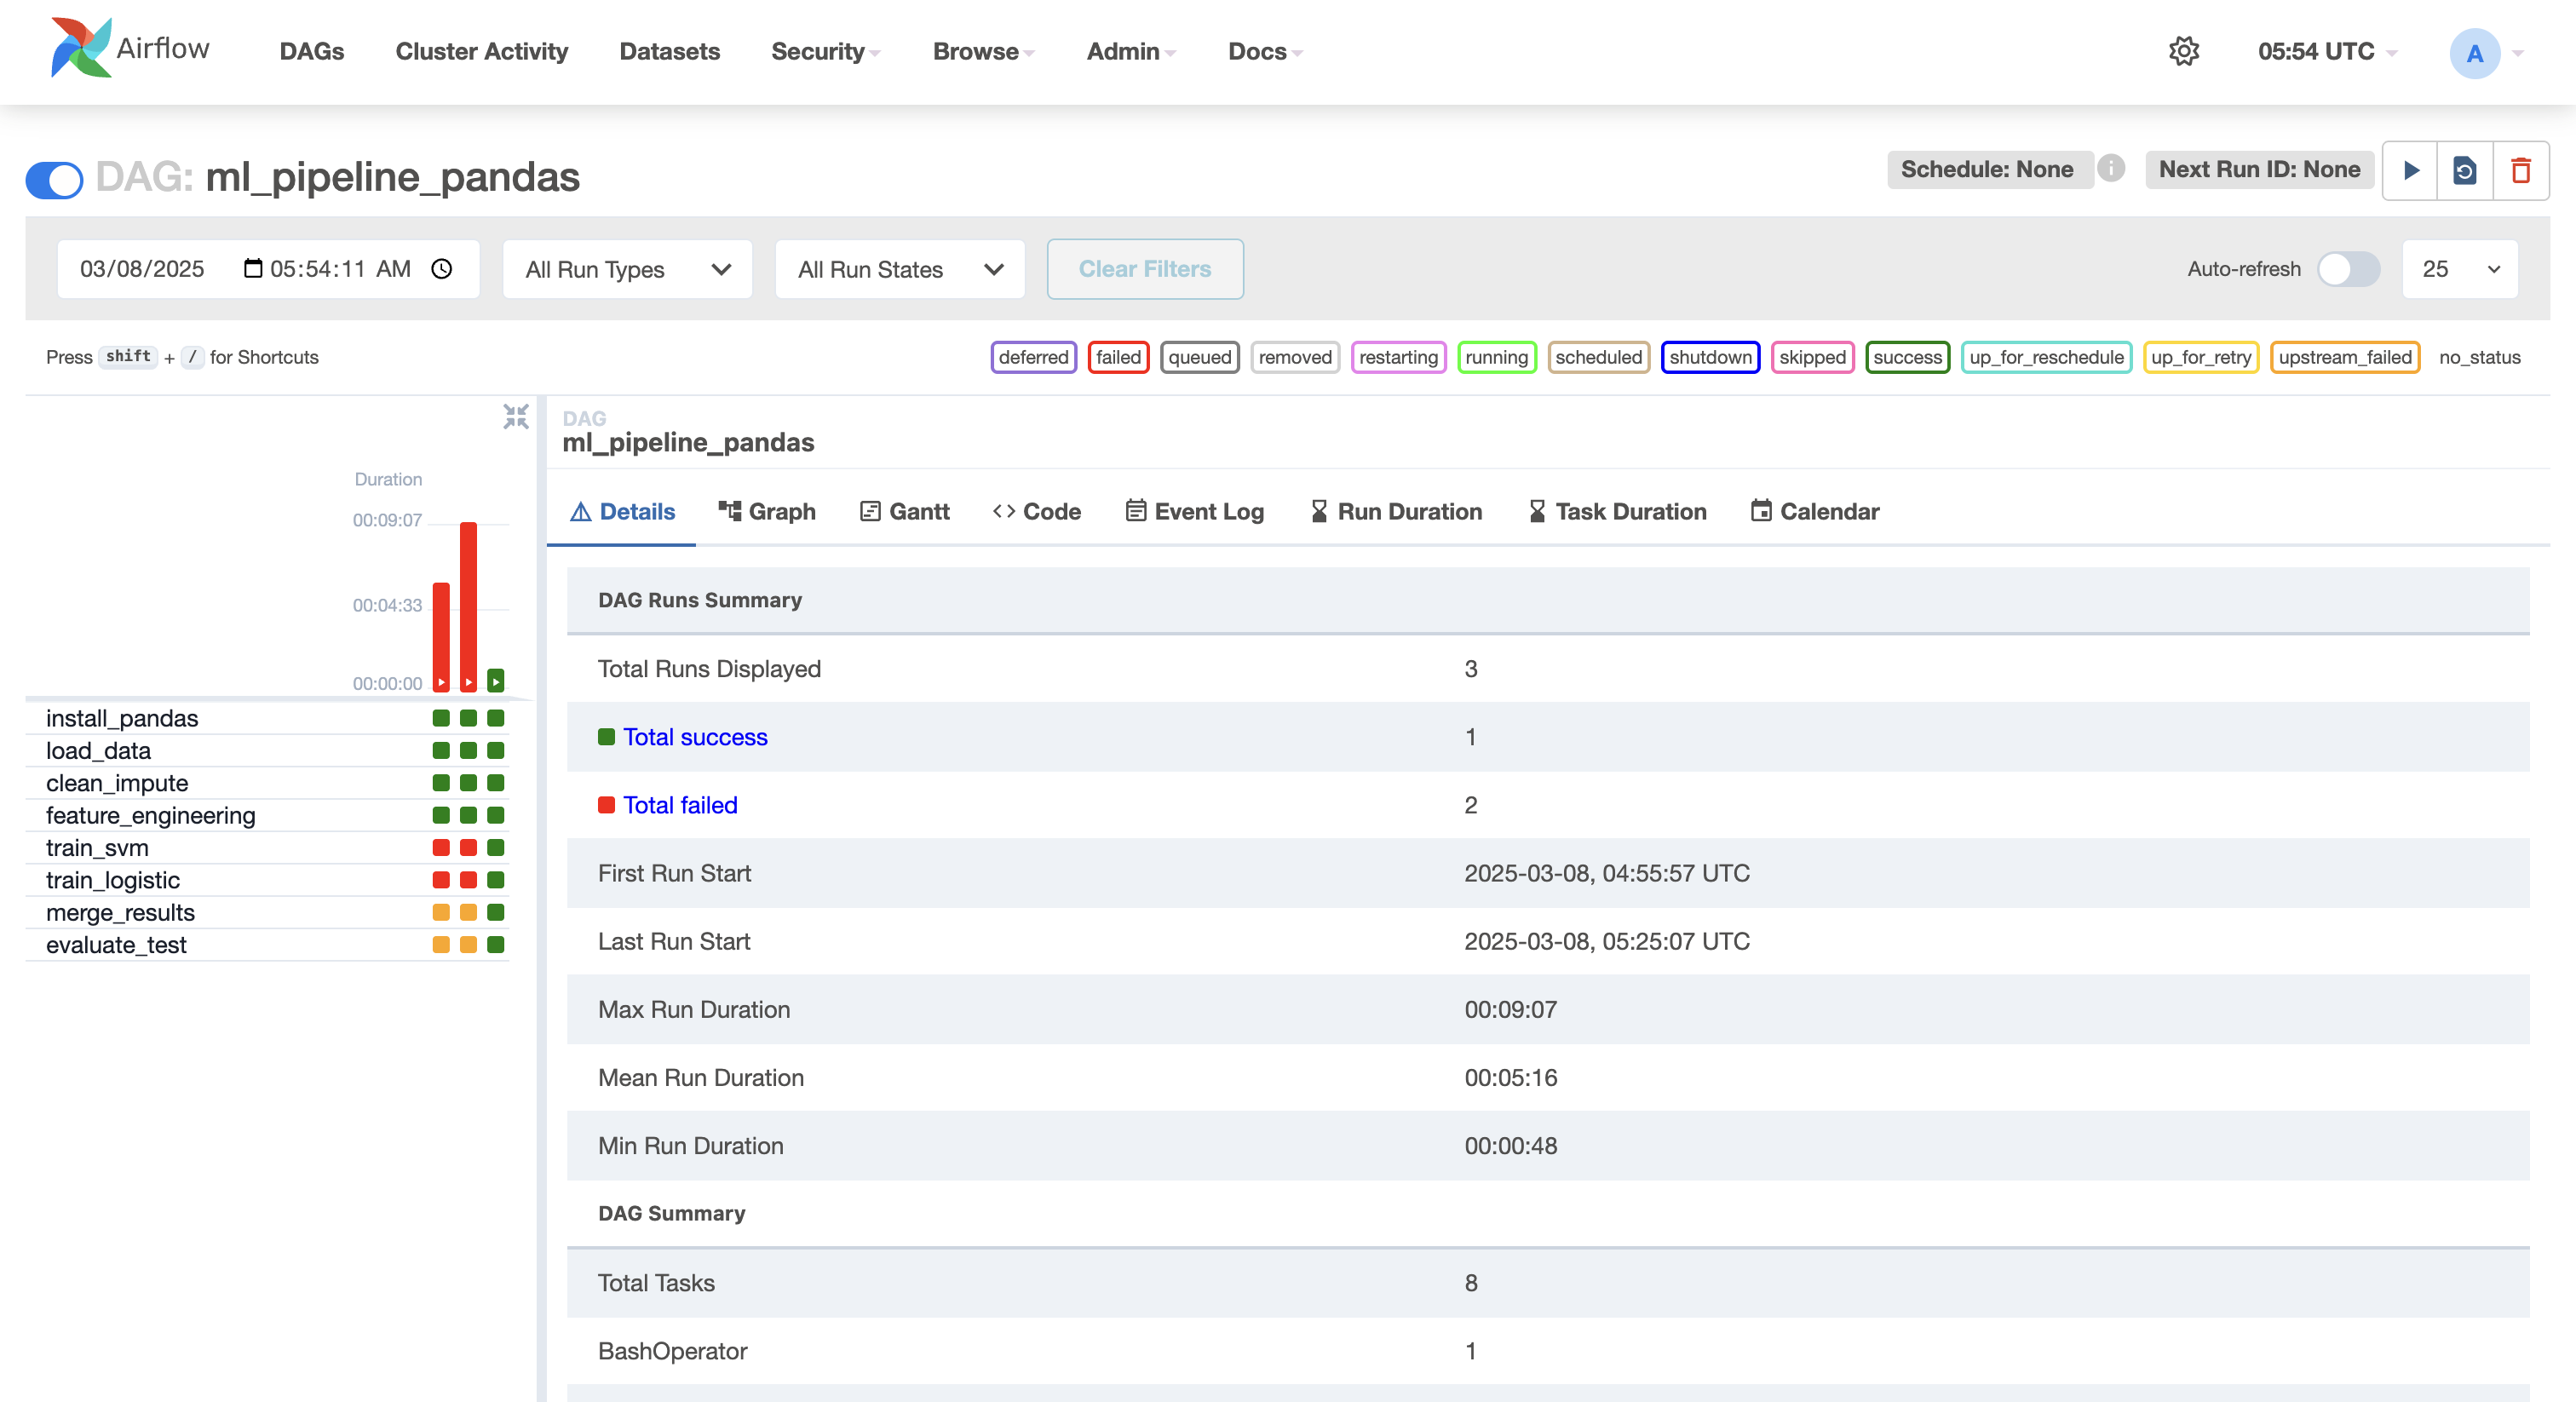 Airflow DAGs Cluster Activity Datasets Security Browse Admin Docs 05:54 UTC A
DAG: ml_pipeline_pandas Schedule: None i Next Run ID: None
03/08/2025 05:54:11 AM All Run Types All Run States Clear Filters Auto-refresh 25
Press shift + / for Shortcuts deferred failed queued removed restarting running scheduled shutdown skipped success up_for_reschedule up_for_retry upstream_failed no_status
DAG
ml_pipeline_pandas
Duration
00:09:07
00:04:33
00:00:00
install_pandas
load_data
clean_impute
feature_engineering
train_svm
train_logistic
merge_results
evaluate_test
Details Graph Gantt Code Event Log Run Duration Task Duration Calendar
DAG Runs Summary
Total Runs Displayed 3
Total success 1
Total failed 2
First Run Start 2025-03-08, 04:55:57 UTC
Last Run Start 2025-03-08, 05:25:07 UTC
Max Run Duration 00:09:07
Mean Run Duration 00:05:16
Min Run Duration 00:00:48
DAG Summary
Total Tasks 8
BashOperator 1